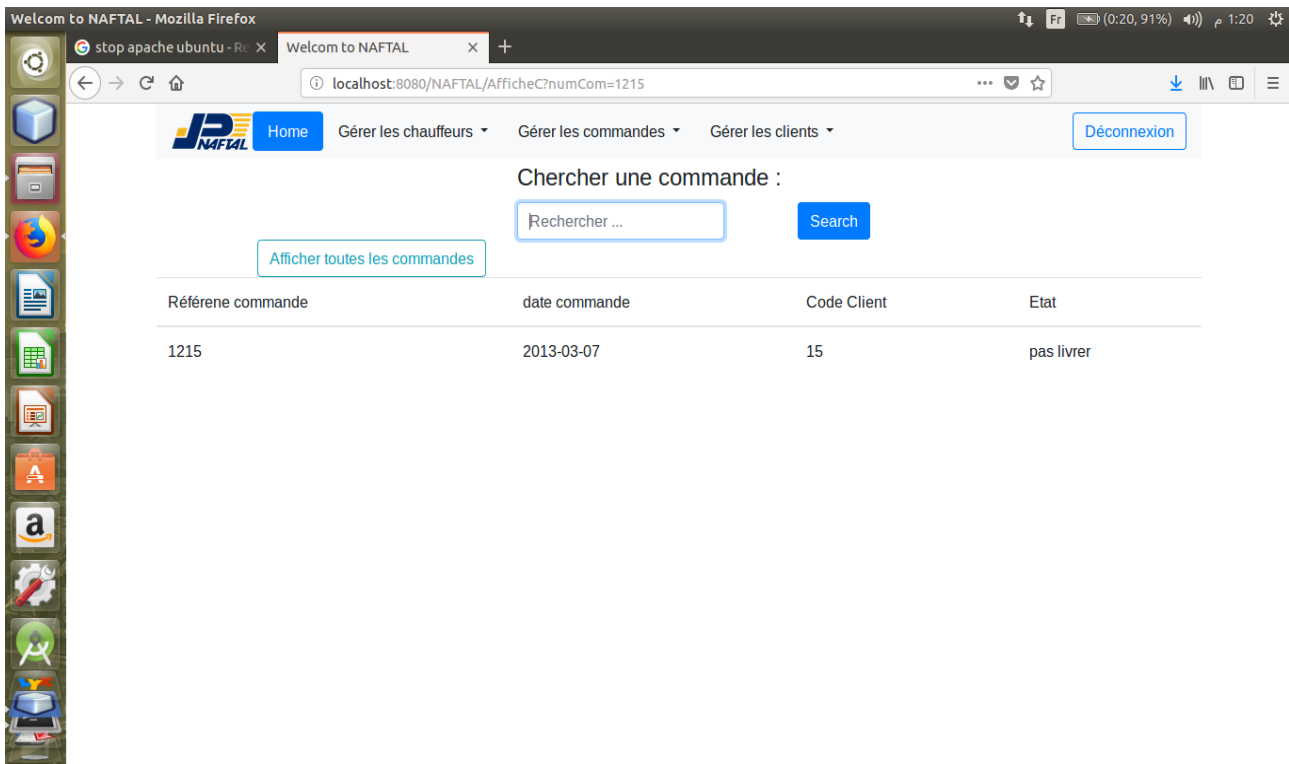 Welcom to NAFTAL - Mozilla Firefox Fr (0:20, 91%) 1:20 م
stop apache ubuntu - Re Welcom to NAFTAL
localhost:8080/NAFTAL/AfficheC?numCom=1215
NAFTAL Home Gérer les chauffeurs Gérer les commandes Gérer les clients Déconnexion
Chercher une commande :
Rechercher ... Search
Afficher toutes les commandes
Référene commande date commande Code Client Etat
1215 2013-03-07 15 pas livrer